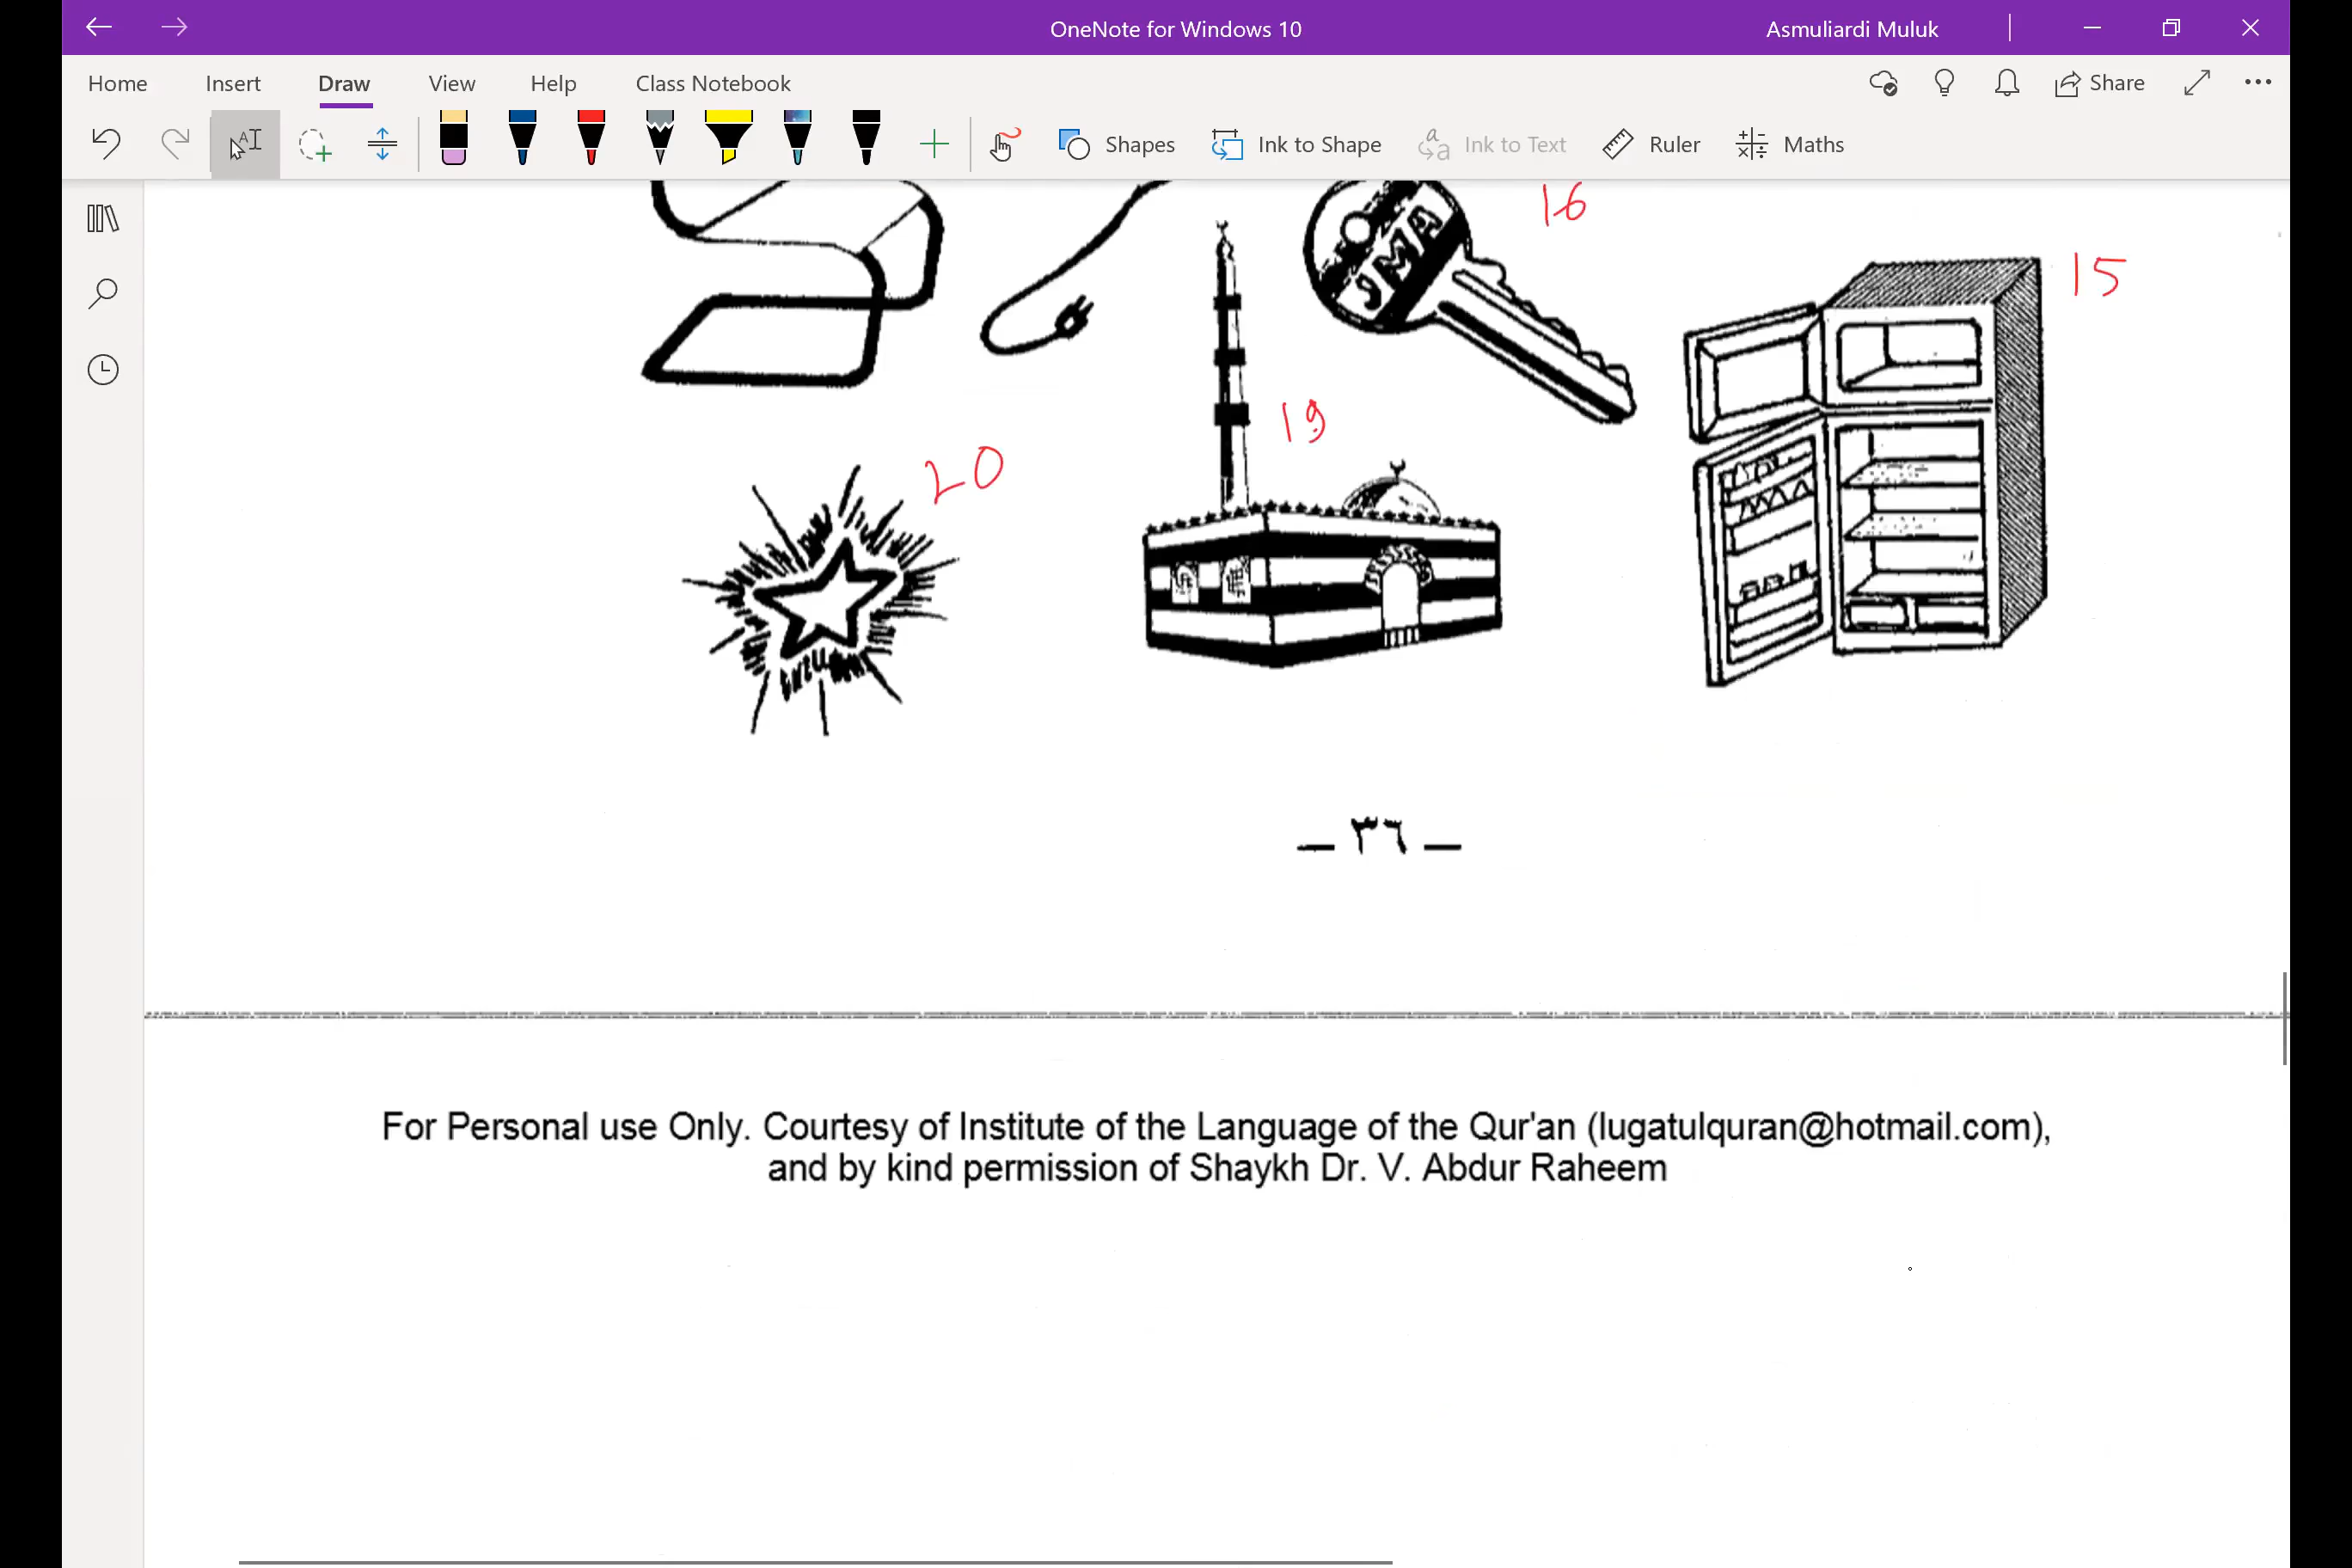 OneNote for Windows 10
Asmuliardi Muluk
Home Insert Draw View Help Class Notebook
Share
Shapes Ink to Shape Ink to Text Ruler Maths
16
JMA
15
19
20
— ٣٦ —
For Personal use Only. Courtesy of Institute of the Language of the Qur'an (lugatulquran@hotmail.com),
and by kind permission of Shaykh Dr. V. Abdur Raheem